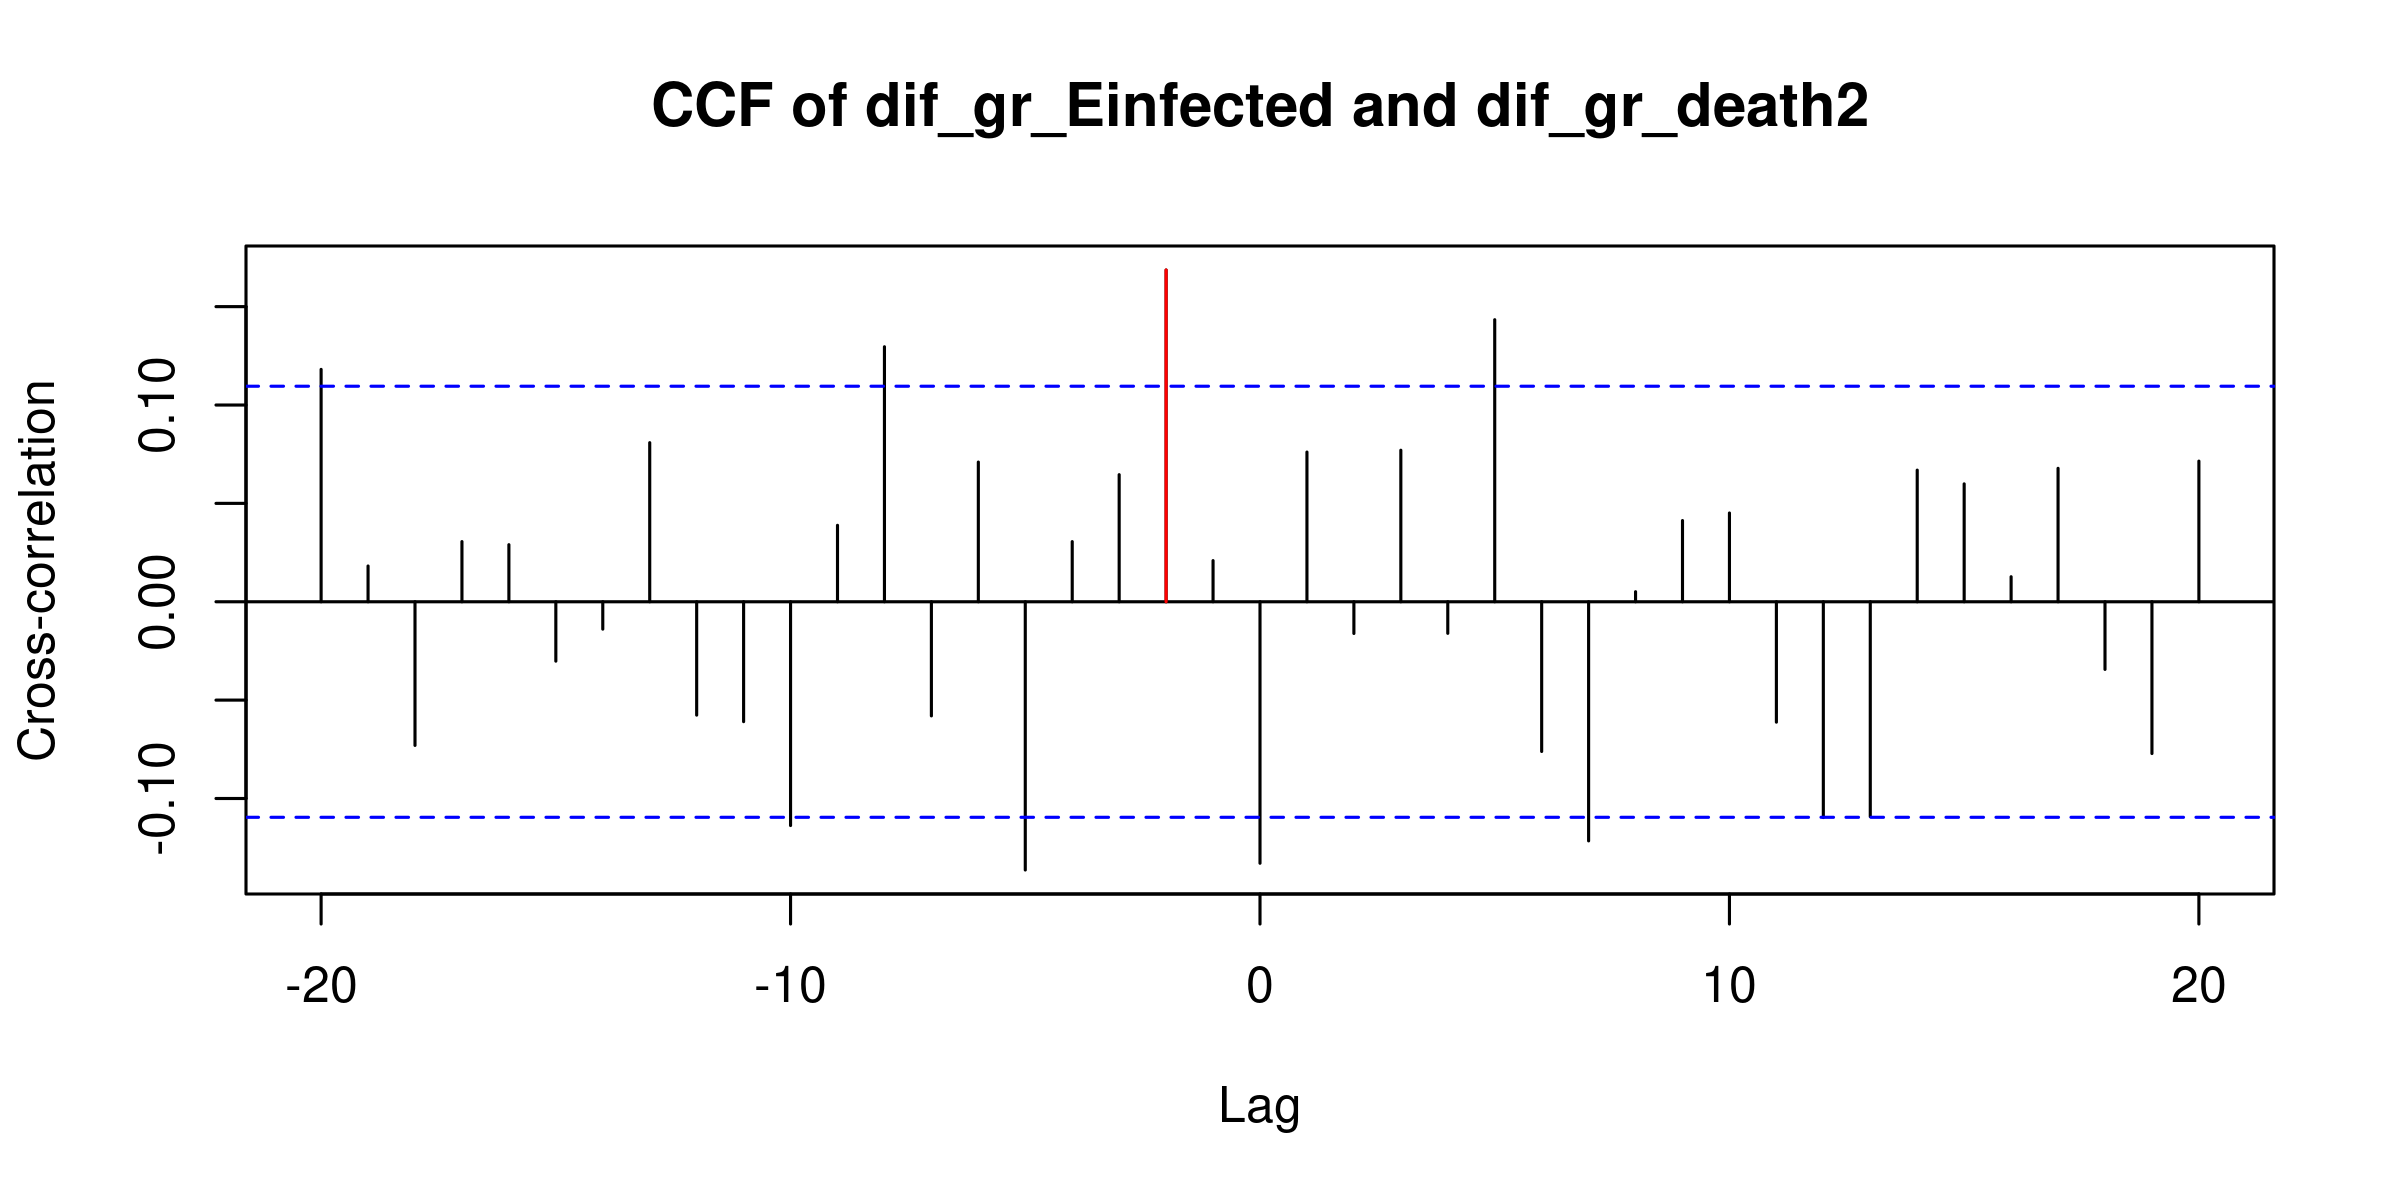 CCF of dif_gr_Einfected and dif_gr_death2
Cross-correlation
0.10
0.00
-0.10
-20 -10 0 10 20
Lag